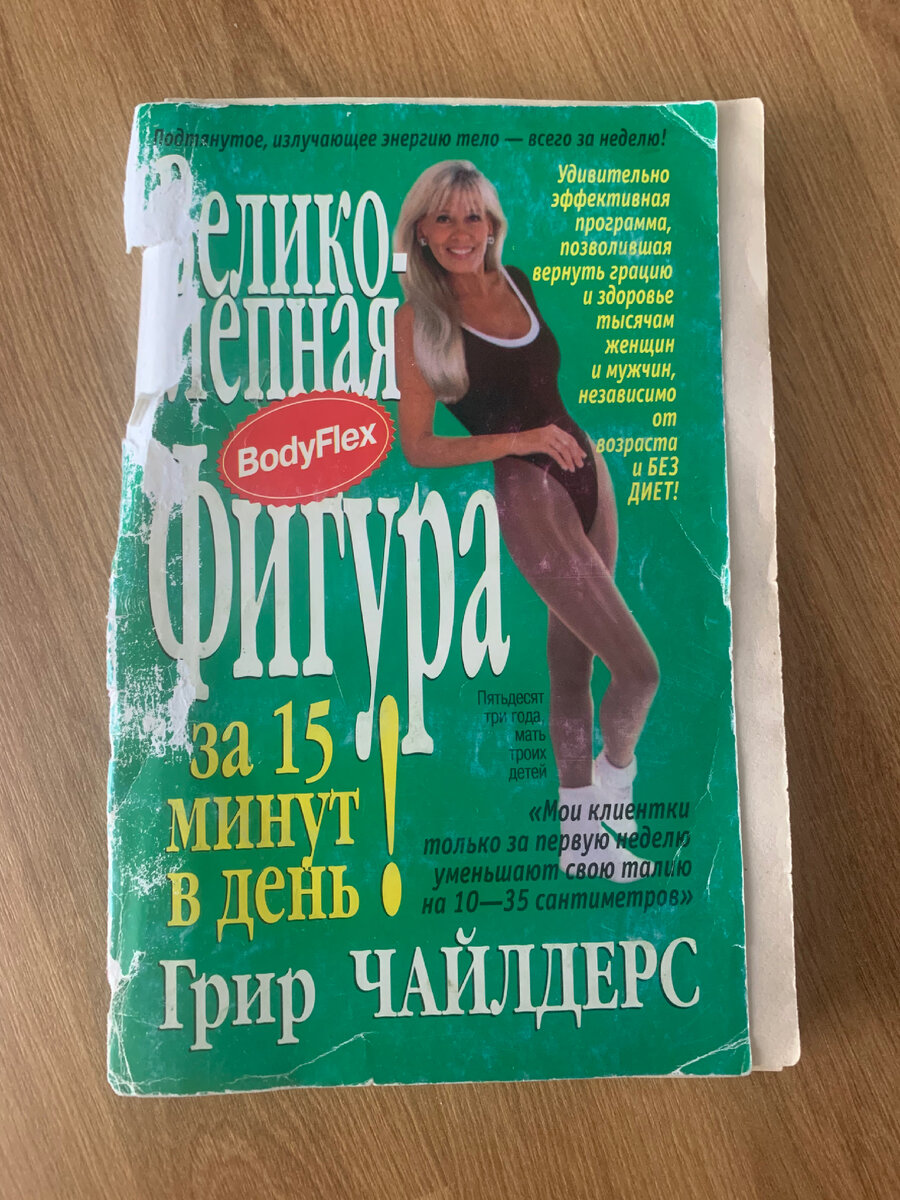 Подтянутое, излучающее энергию тело — всего за неделю!
Велико-
лепная
BodyFlex
Фигура
за 15
минут
в день!
Удивительно
эффективная
программа,
позволившая
вернуть грацию
и здоровье
тысячам
женщин
и мужчин,
независимо
от
возраста
и БЕЗ
ДИЕТ!
Пятьдесят
три года,
мать
троих
детей
«Мои клиентки
только за первую неделю
уменьшают свою талию
на 10—35 сантиметров»
Грир ЧАЙЛДЕРС